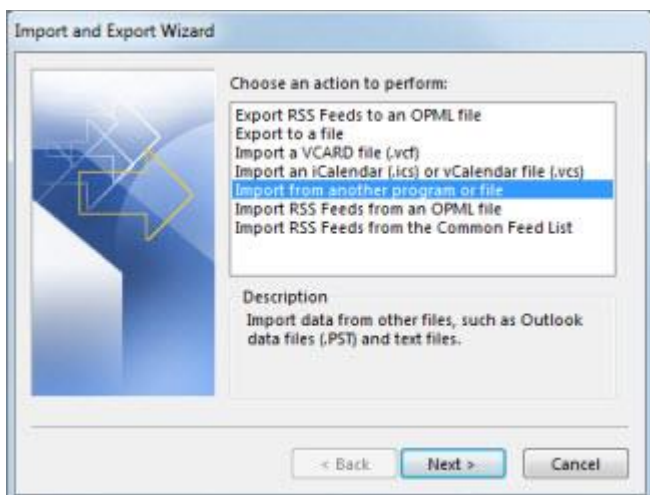 Import and Export Wizard
Choose an action to perform:
Export RSS Feeds to an OPML file
Export to a file
Import a VCARD file (.vcf)
Import an iCalendar (.ics) or vCalendar file (.vcs)
Import from another program or file
Import RSS Feeds from an OPML file
Import RSS Feeds from the Common Feed List
Description
Import data from other files, such as Outlook
data files (.PST) and text files.
< Back Next > Cancel